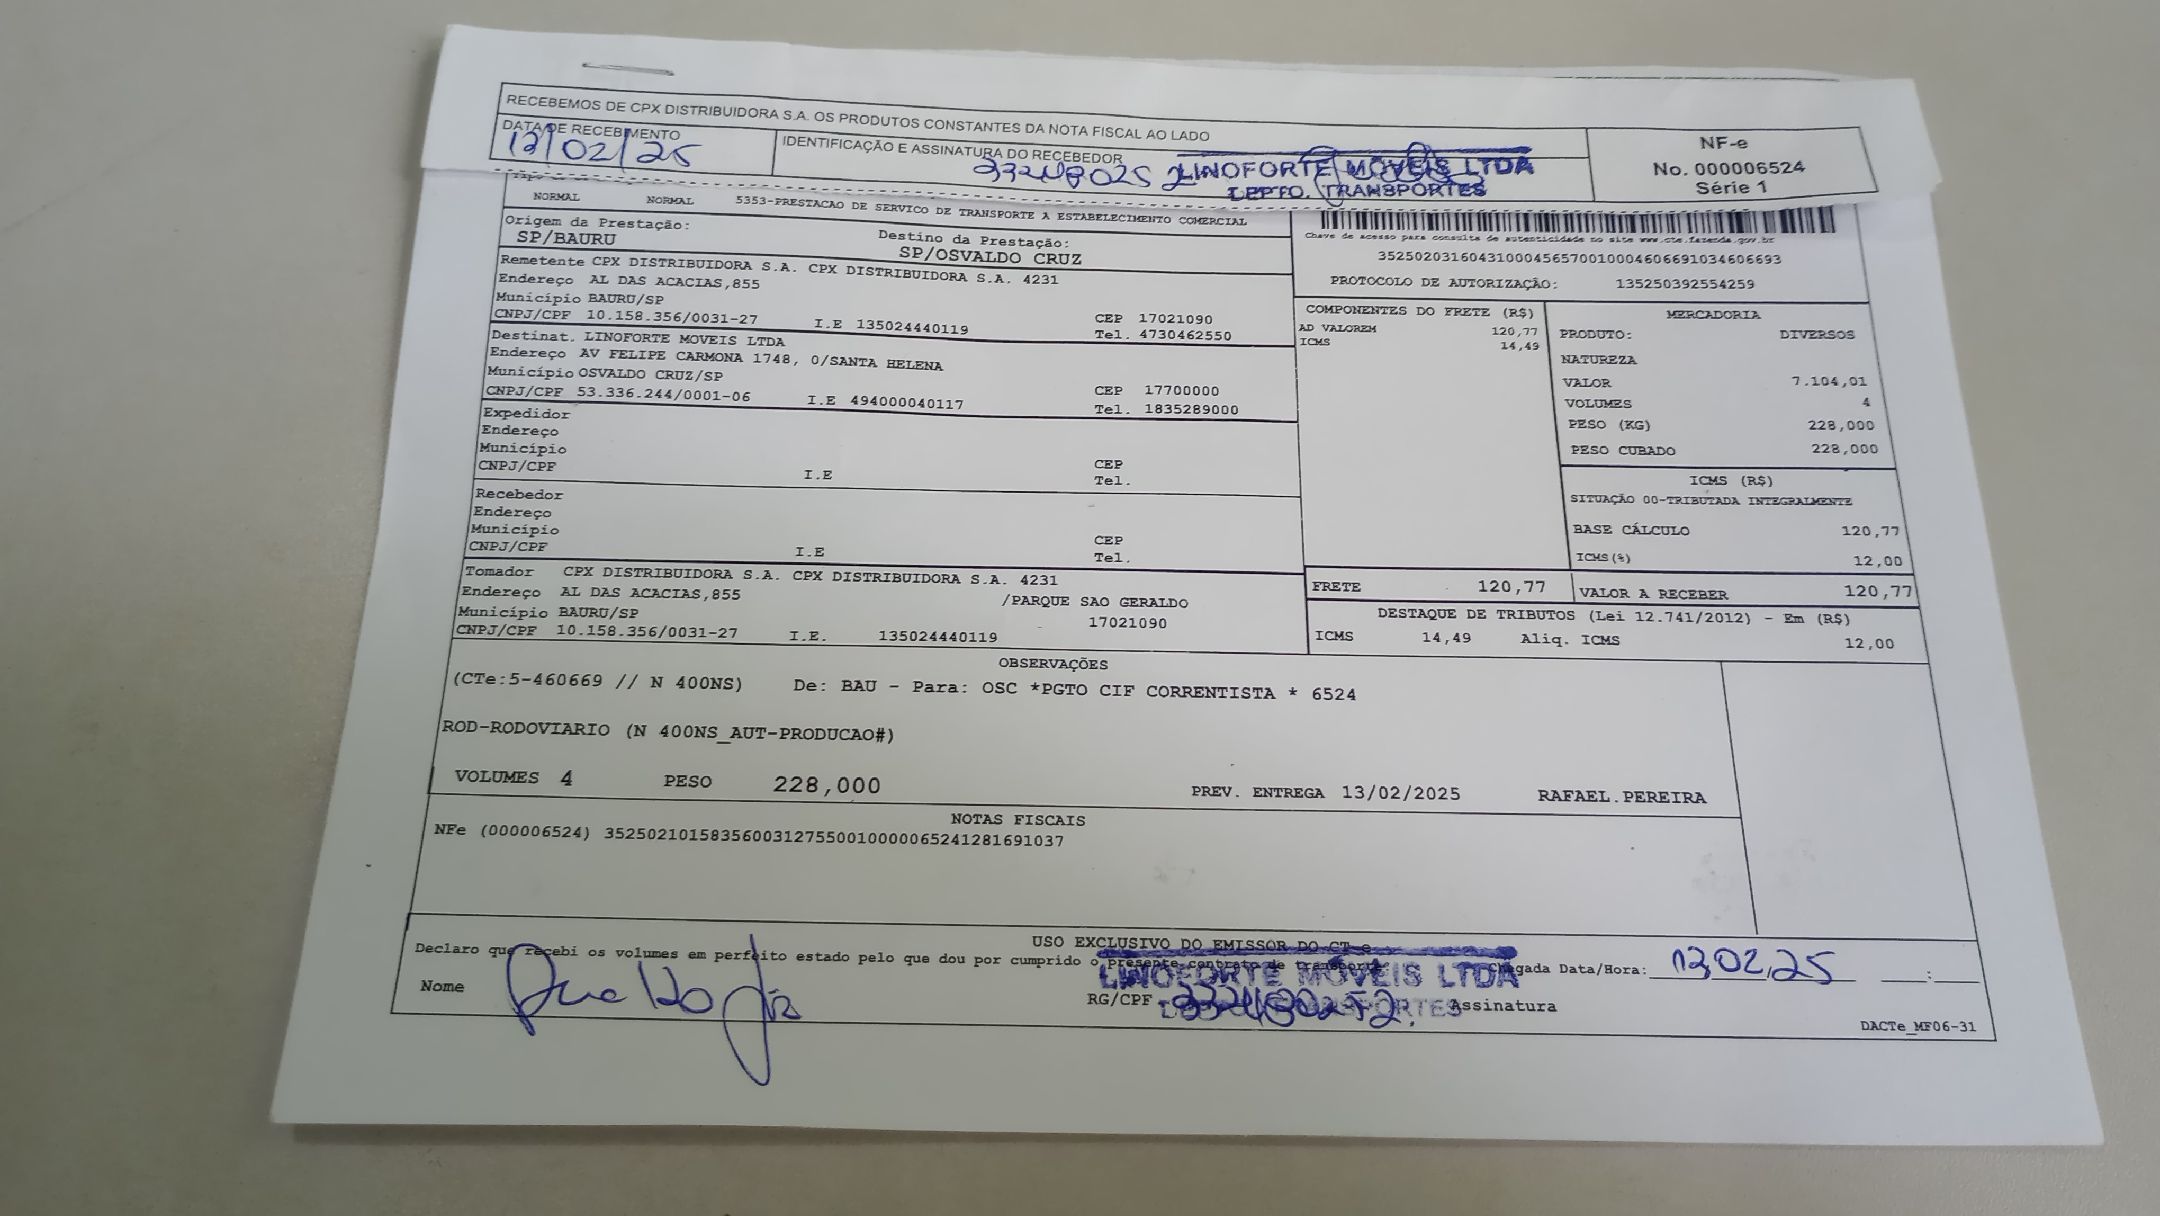 RECEBEMOS DE CPX DISTRIBUIDORA S.A. OS PRODUTOS CONSTANTES DA NOTA FISCAL AO LADO
DATA DE RECEBIMENTO
12/02/25
IDENTIFICAÇÃO E ASSINATURA DO RECEBEDOR
LINOFORTE MOVEIS LTDA
DEPTO. TRANSPORTES
NF-e
No. 000006524
Série 1
NORMAL NORMAL 5353-PRESTACAO DE SERVICO DE TRANSPORTE A ESTABELECIMENTO COMERCIAL
Origem da Prestação: Destino da Prestação:
SP/BAURU SP/OSVALDO CRUZ
Chave de acesso para consulta de autenticidade no site www.cte.fazenda.gov.br
35250203160431000456570010004606691034606693
PROTOCOLO DE AUTORIZAÇÃO: 135250392554259
Remetente CPX DISTRIBUIDORA S.A. CPX DISTRIBUIDORA S.A. 4231
Endereço AL DAS ACACIAS,855
Município BAURU/SP CEP 17021090
CNPJ/CPF 10.158.356/0031-27 I.E 135024440119 Tel. 4730462550
Destinat. LINOFORTE MOVEIS LTDA
Endereço AV FELIPE CARMONA 1748, 0/SANTA HELENA
Município OSVALDO CRUZ/SP CEP 17700000
CNPJ/CPF 53.336.244/0001-06 I.E 494000040117 Tel. 1835289000
Expedidor
Endereço
Município CEP
CNPJ/CPF I.E Tel.
Recebedor
Endereço
Município CEP
CNPJ/CPF I.E Tel.
Tomador CPX DISTRIBUIDORA S.A. CPX DISTRIBUIDORA S.A. 4231
Endereço AL DAS ACACIAS,855 /PARQUE SAO GERALDO
Município BAURU/SP 17021090
CNPJ/CPF 10.158.356/0031-27 I.E. 135024440119
COMPONENTES DO FRETE (R$)
AD VALOREM 120,77
ICMS 14,49
MERCADORIA
PRODUTO: DIVERSOS
NATUREZA
VALOR 7.104,01
VOLUMES 4
PESO (KG) 228,000
PESO CUBADO 228,000
ICMS (R$)
SITUAÇÃO 00-TRIBUTADA INTEGRALMENTE
BASE CÁLCULO 120,77
ICMS(%) 12,00
FRETE 120,77 VALOR A RECEBER 120,77
DESTAQUE DE TRIBUTOS (Lei 12.741/2012) - Em (R$)
ICMS 14,49 Aliq. ICMS 12,00
OBSERVAÇÕES
(CTe:5-460669 // N 400NS) De: BAU - Para: OSC *PGTO CIF CORRENTISTA * 6524
ROD-RODOVIARIO (N 400NS_AUT-PRODUCAO#)
VOLUMES 4 PESO 228,000 PREV. ENTREGA 13/02/2025 RAFAEL.PEREIRA
NOTAS FISCAIS
NFe (000006524) 35250210158356003127550010000065241281691037
USO EXCLUSIVO DO EMISSOR DO CT-e
Declaro que recebi os volumes em perfeito estado pelo que dou por cumprido o presente contrato de transporte
Chegada Data/Hora: 12,02,25 :
LINOFORTE MOVEIS LTDA
Nome RG/CPF Assinatura
DACTe_MF06-31